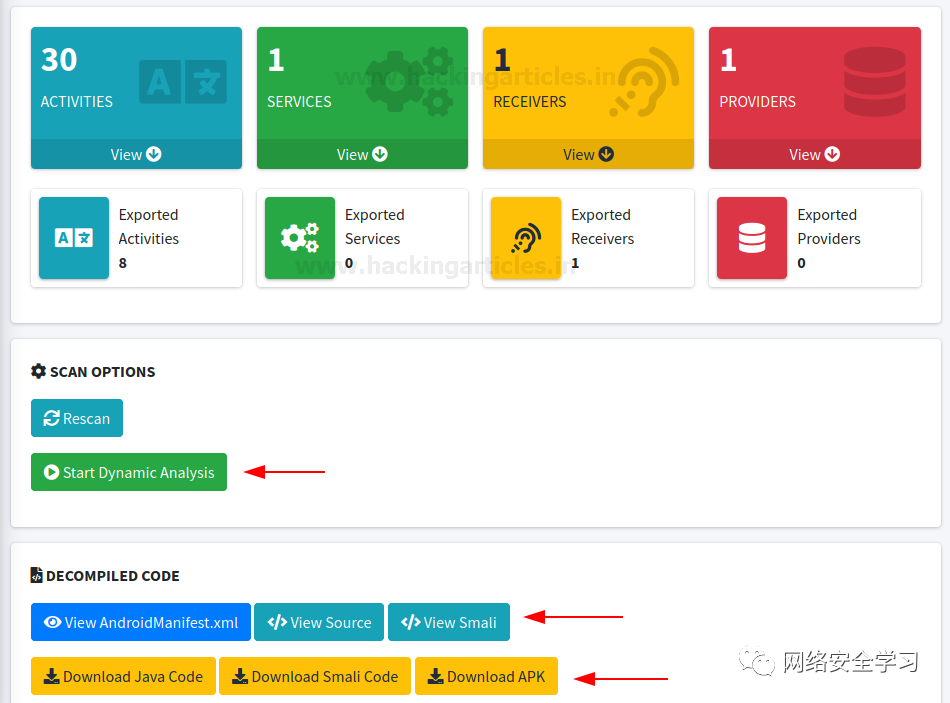 30
ACTIVITIES
View
1
SERVICES
View
1
RECEIVERS
View
1
PROVIDERS
View
www.hackingarticles.in
Exported
Activities
8
Exported
Services
0
Exported
Receivers
1
Exported
Providers
0
www.hackingarticles.in
SCAN OPTIONS
Rescan
Start Dynamic Analysis
DECOMPILED CODE
View AndroidManifest.xml View Source View Smali
Download Java Code Download Smali Code Download APK
网络安全学习